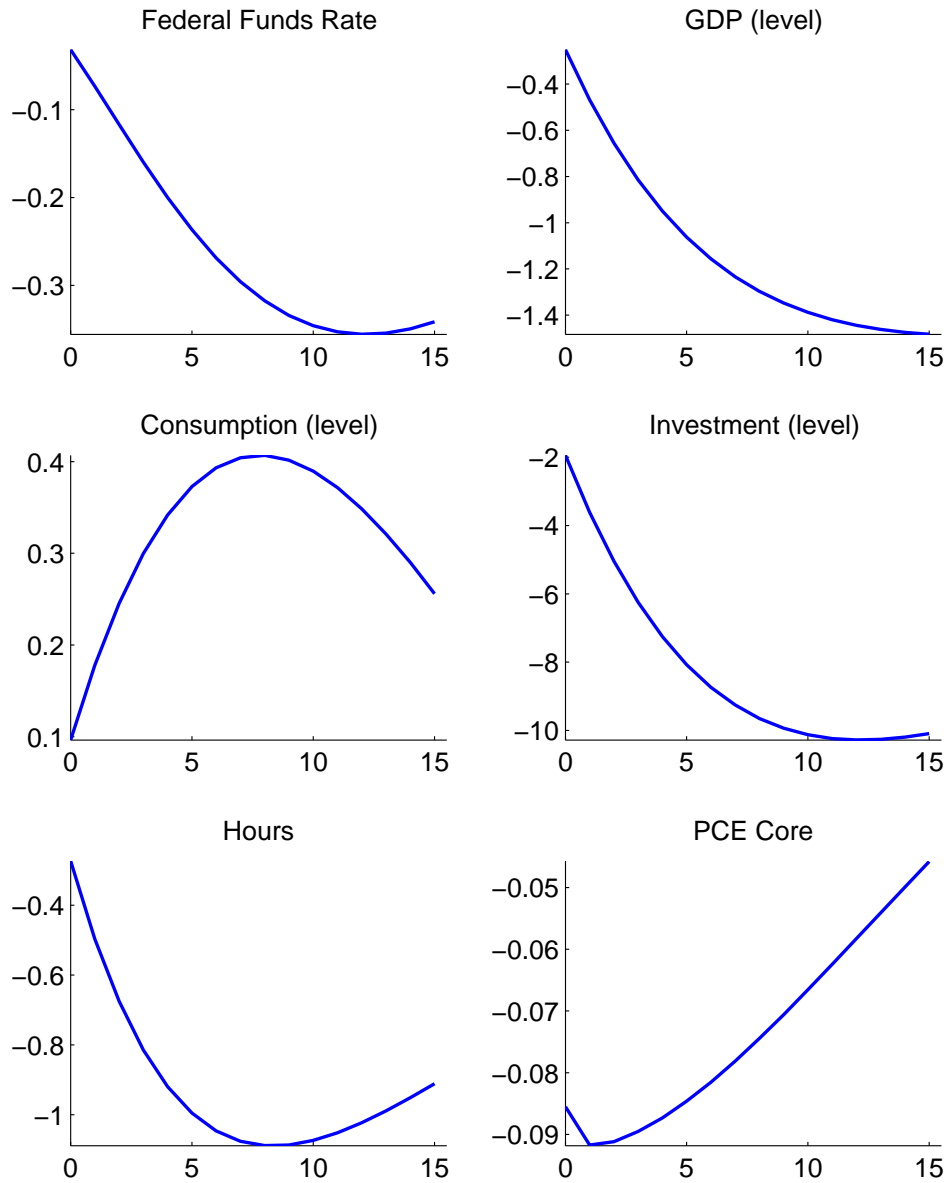 Federal Funds Rate
−0.1
−0.2
−0.3
0 5 10 15
GDP (level)
−0.4
−0.6
−0.8
−1
−1.2
−1.4
0 5 10 15
Consumption (level)
0.4
0.3
0.2
0.1
0 5 10 15
Investment (level)
−2
−4
−6
−8
−10
0 5 10 15
Hours
−0.4
−0.6
−0.8
−1
0 5 10 15
PCE Core
−0.05
−0.06
−0.07
−0.08
−0.09
0 5 10 15